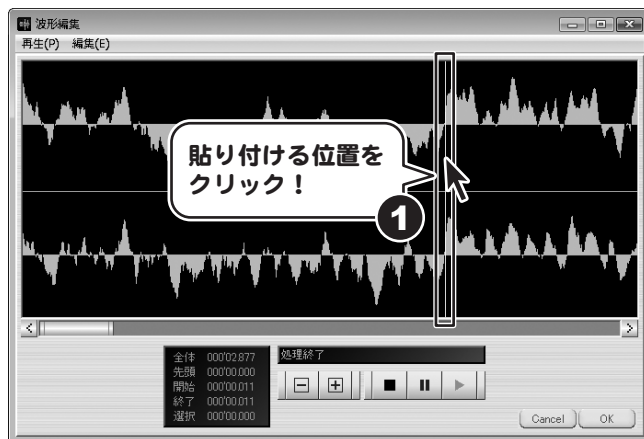 波形編集
再生(P) 編集(E)
貼り付ける位置を
クリック！
1
全体 000'02.877
先頭 000'00.000
開始 000'00.011
終了 000'00.011
選択 000'00.000
処理終了
Cancel
OK